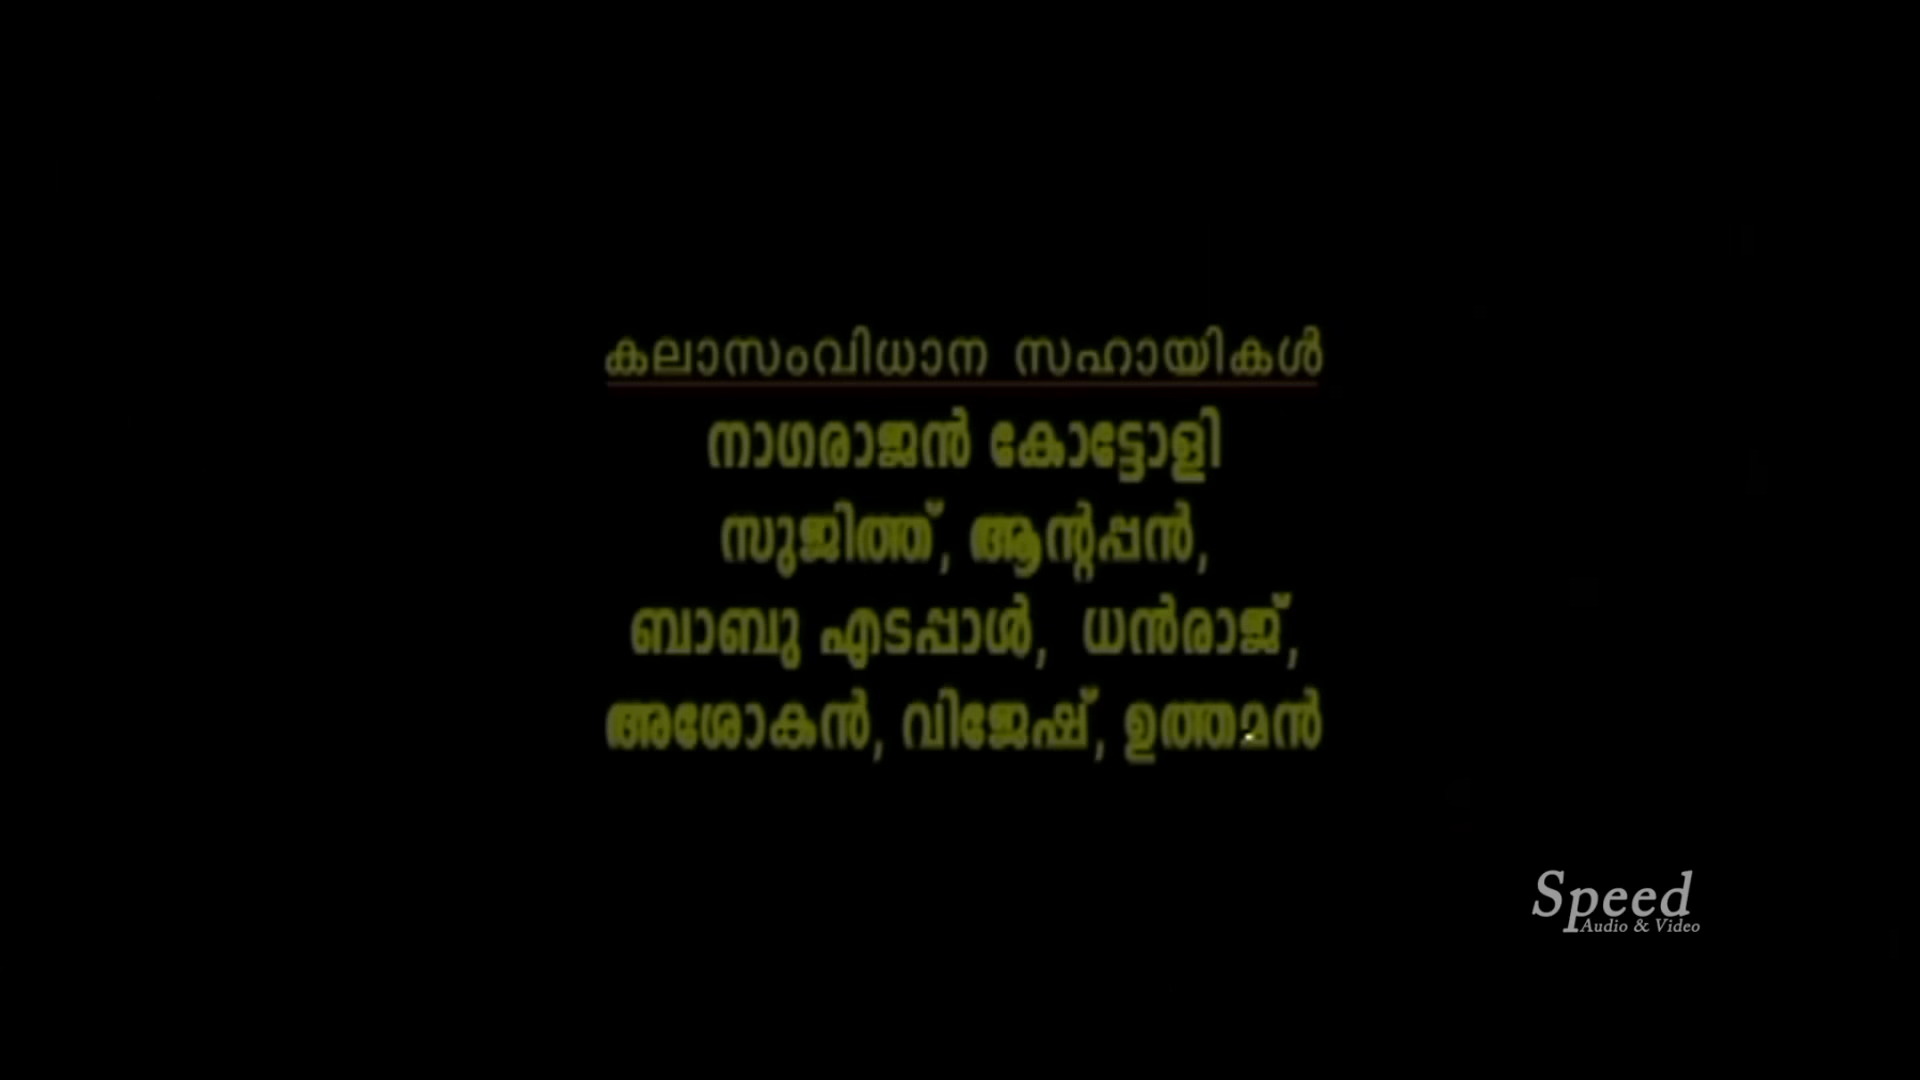 കലാസംവിധാന സഹായികൾ
നാഗരാജൻ കോട്ടോളി
സുജിത്ത്, ആന്റപ്പൻ,
ബാബു എടപ്പാൾ, ധൻരാജ്,
അശോകൻ, വിജേഷ്, ഉത്തമൻ
Speed
Audio & Video